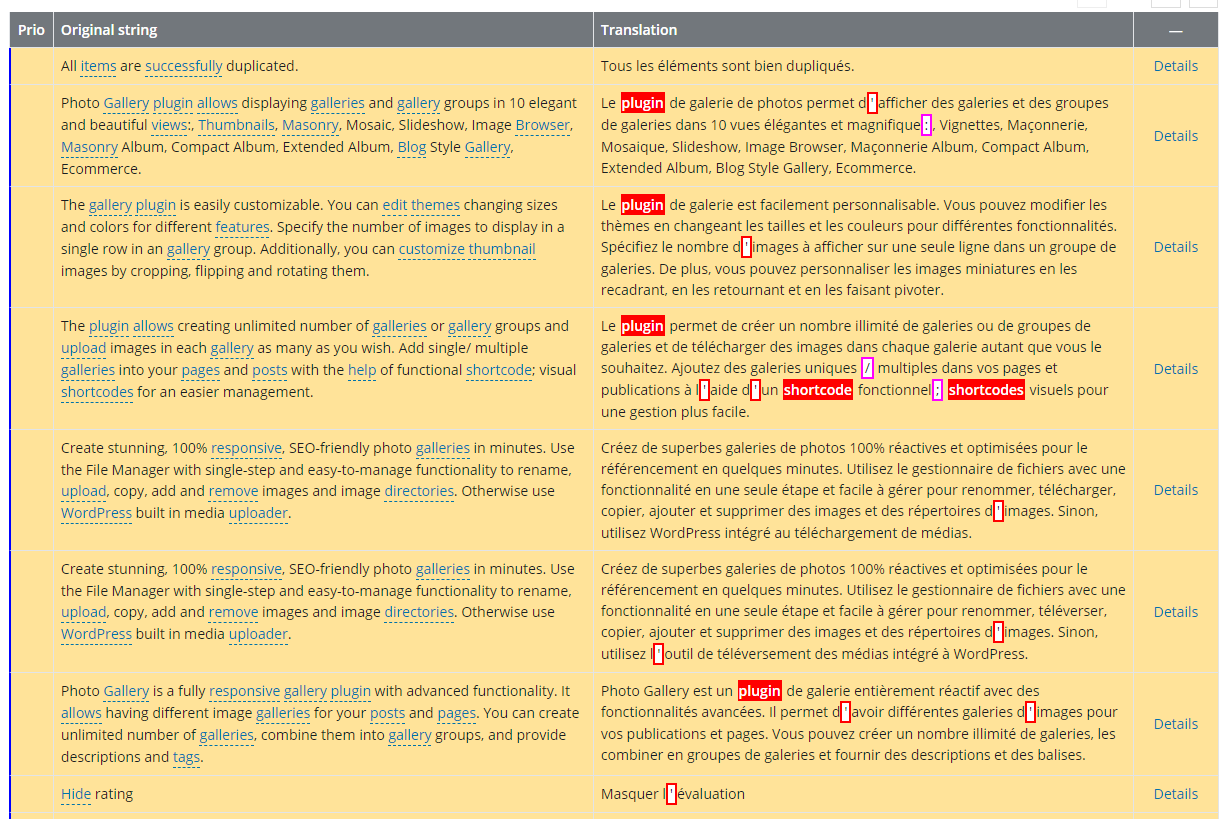 Prio Original string Translation —
All items are successfully duplicated. Tous les éléments sont bien dupliqués. Details
Photo Gallery plugin allows displaying galleries and gallery groups in 10 elegant
and beautiful views:, Thumbnails, Masonry, Mosaic, Slideshow, Image Browser,
Masonry Album, Compact Album, Extended Album, Blog Style Gallery,
Ecommerce.
Le plugin de galerie de photos permet d'afficher des galeries et des groupes
de galeries dans 10 vues élégantes et magnifique:, Vignettes, Maçonnerie,
Mosaique, Slideshow, Image Browser, Maçonnerie Album, Compact Album,
Extended Album, Blog Style Gallery, Ecommerce.
Details
The gallery plugin is easily customizable. You can edit themes changing sizes
and colors for different features. Specify the number of images to display in a
single row in an gallery group. Additionally, you can customize thumbnail
images by cropping, flipping and rotating them.
Le plugin de galerie est facilement personnalisable. Vous pouvez modifier les
thèmes en changeant les tailles et les couleurs pour différentes fonctionnalités.
Spécifiez le nombre d'images à afficher sur une seule ligne dans un groupe de
galeries. De plus, vous pouvez personnaliser les images miniatures en les
recadrant, en les retournant et en les faisant pivoter.
Details
The plugin allows creating unlimited number of galleries or gallery groups and
upload images in each gallery as many as you wish. Add single/ multiple
galleries into your pages and posts with the help of functional shortcode; visual
shortcodes for an easier management.
Le plugin permet de créer un nombre illimité de galeries ou de groupes de
galeries et de télécharger des images dans chaque galerie autant que vous le
souhaitez. Ajoutez des galeries uniques / multiples dans vos pages et
publications à l'aide d'un shortcode fonctionnel; shortcodes visuels pour
une gestion plus facile.
Details
Create stunning, 100% responsive, SEO-friendly photo galleries in minutes. Use
the File Manager with single-step and easy-to-manage functionality to rename,
upload, copy, add and remove images and image directories. Otherwise use
WordPress built in media uploader.
Créez de superbes galeries de photos 100% réactives et optimisées pour le
référencement en quelques minutes. Utilisez le gestionnaire de fichiers avec une
fonctionnalité en une seule étape et facile à gérer pour renommer, télécharger,
copier, ajouter et supprimer des images et des répertoires d'images. Sinon,
utilisez WordPress intégré au téléchargement de médias.
Details
Create stunning, 100% responsive, SEO-friendly photo galleries in minutes. Use
the File Manager with single-step and easy-to-manage functionality to rename,
upload, copy, add and remove images and image directories. Otherwise use
WordPress built in media uploader.
Créez de superbes galeries de photos 100% réactives et optimisées pour le
référencement en quelques minutes. Utilisez le gestionnaire de fichiers avec une
fonctionnalité en une seule étape et facile à gérer pour renommer, téléverser,
copier, ajouter et supprimer des images et des répertoires d'images. Sinon,
utilisez l'outil de téléversement des médias intégré à WordPress.
Details
Photo Gallery is a fully responsive gallery plugin with advanced functionality. It
allows having different image galleries for your posts and pages. You can create
unlimited number of galleries, combine them into gallery groups, and provide
descriptions and tags.
Photo Gallery est un plugin de galerie entièrement réactif avec des
fonctionnalités avancées. Il permet d'avoir différentes galeries d'images pour
vos publications et pages. Vous pouvez créer un nombre illimité de galeries, les
combiner en groupes de galeries et fournir des descriptions et des balises.
Details
Hide rating Masquer l'évaluation Details